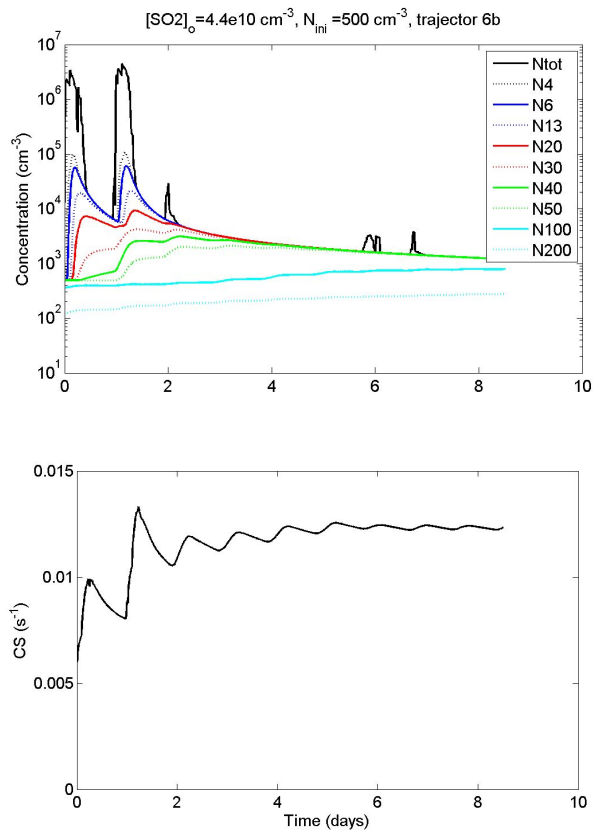 [SO2]o=4.4e10 cm-3, Nini =500 cm-3, trajector 6b
10^7
10^6
10^5
10^4
10^3
10^2
10^1
Concentration (cm-3)
Ntot
N4
N6
N13
N20
N30
N40
N50
N100
N200
0 2 4 6 8 10
0.015
0.01
0.005
0
CS (s-1)
0 2 4 6 8 10
Time (days)